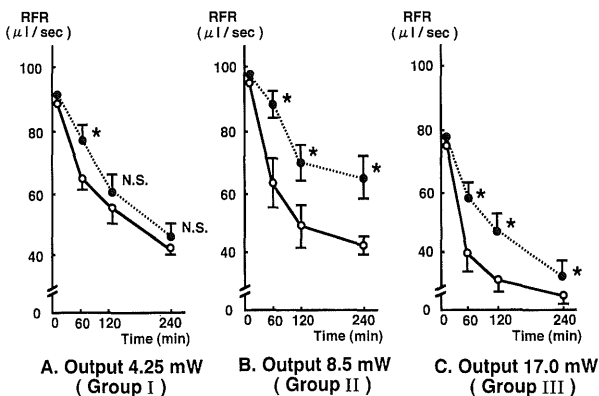 RFR
(μl/sec)
100
80
60
40
0
*
N.S.
N.S.
0 60 120 240
Time (min)
A. Output 4.25 mW
( Group I )
RFR
(μl/sec)
100
80
60
40
0
*
*
*
0 60 120 240
Time (min)
B. Output 8.5 mW
( Group II )
RFR
(μl/sec)
100
80
60
40
0
*
*
*
0 60 120 240
Time (min)
C. Output 17.0 mW
( Group III )